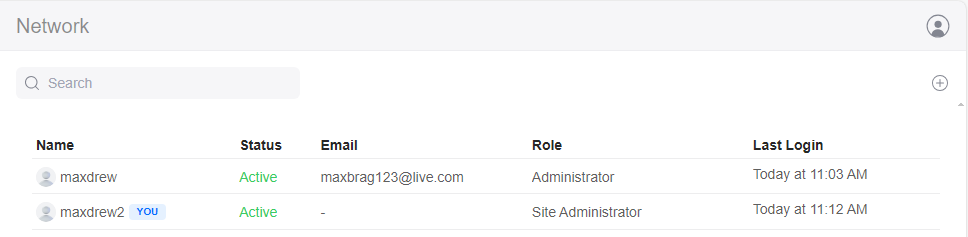 Network
Search
Name Status Email Role Last Login
maxdrew Active maxbrag123@live.com Administrator Today at 11:03 AM
maxdrew2 YOU Active - Site Administrator Today at 11:12 AM